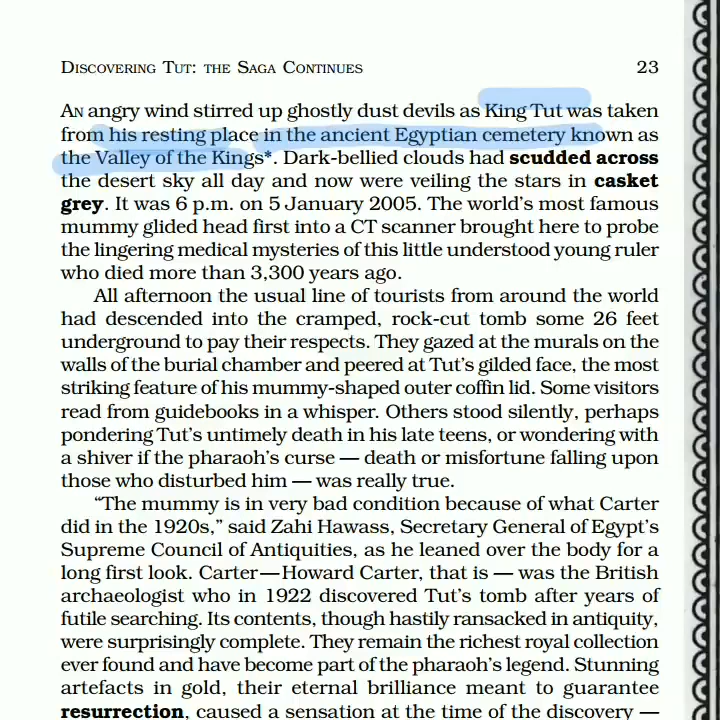 DISCOVERING TUT: THE SAGA CONTINUES 23
AN angry wind stirred up ghostly dust devils as King Tut was taken
from his resting place in the ancient Egyptian cemetery known as
the Valley of the Kings*. Dark-bellied clouds had scudded across
the desert sky all day and now were veiling the stars in casket
grey. It was 6 p.m. on 5 January 2005. The world's most famous
mummy glided head first into a CT scanner brought here to probe
the lingering medical mysteries of this little understood young ruler
who died more than 3,300 years ago.
All afternoon the usual line of tourists from around the world
had descended into the cramped, rock-cut tomb some 26 feet
underground to pay their respects. They gazed at the murals on the
walls of the burial chamber and peered at Tut's gilded face, the most
striking feature of his mummy-shaped outer coffin lid. Some visitors
read from guidebooks in a whisper. Others stood silently, perhaps
pondering Tut's untimely death in his late teens, or wondering with
a shiver if the pharaoh's curse — death or misfortune falling upon
those who disturbed him — was really true.
“The mummy is in very bad condition because of what Carter
did in the 1920s,” said Zahi Hawass, Secretary General of Egypt's
Supreme Council of Antiquities, as he leaned over the body for a
long first look. Carter—Howard Carter, that is — was the British
archaeologist who in 1922 discovered Tut's tomb after years of
futile searching. Its contents, though hastily ransacked in antiquity,
were surprisingly complete. They remain the richest royal collection
ever found and have become part of the pharaoh's legend. Stunning
artefacts in gold, their eternal brilliance meant to guarantee
resurrection, caused a sensation at the time of the discovery —